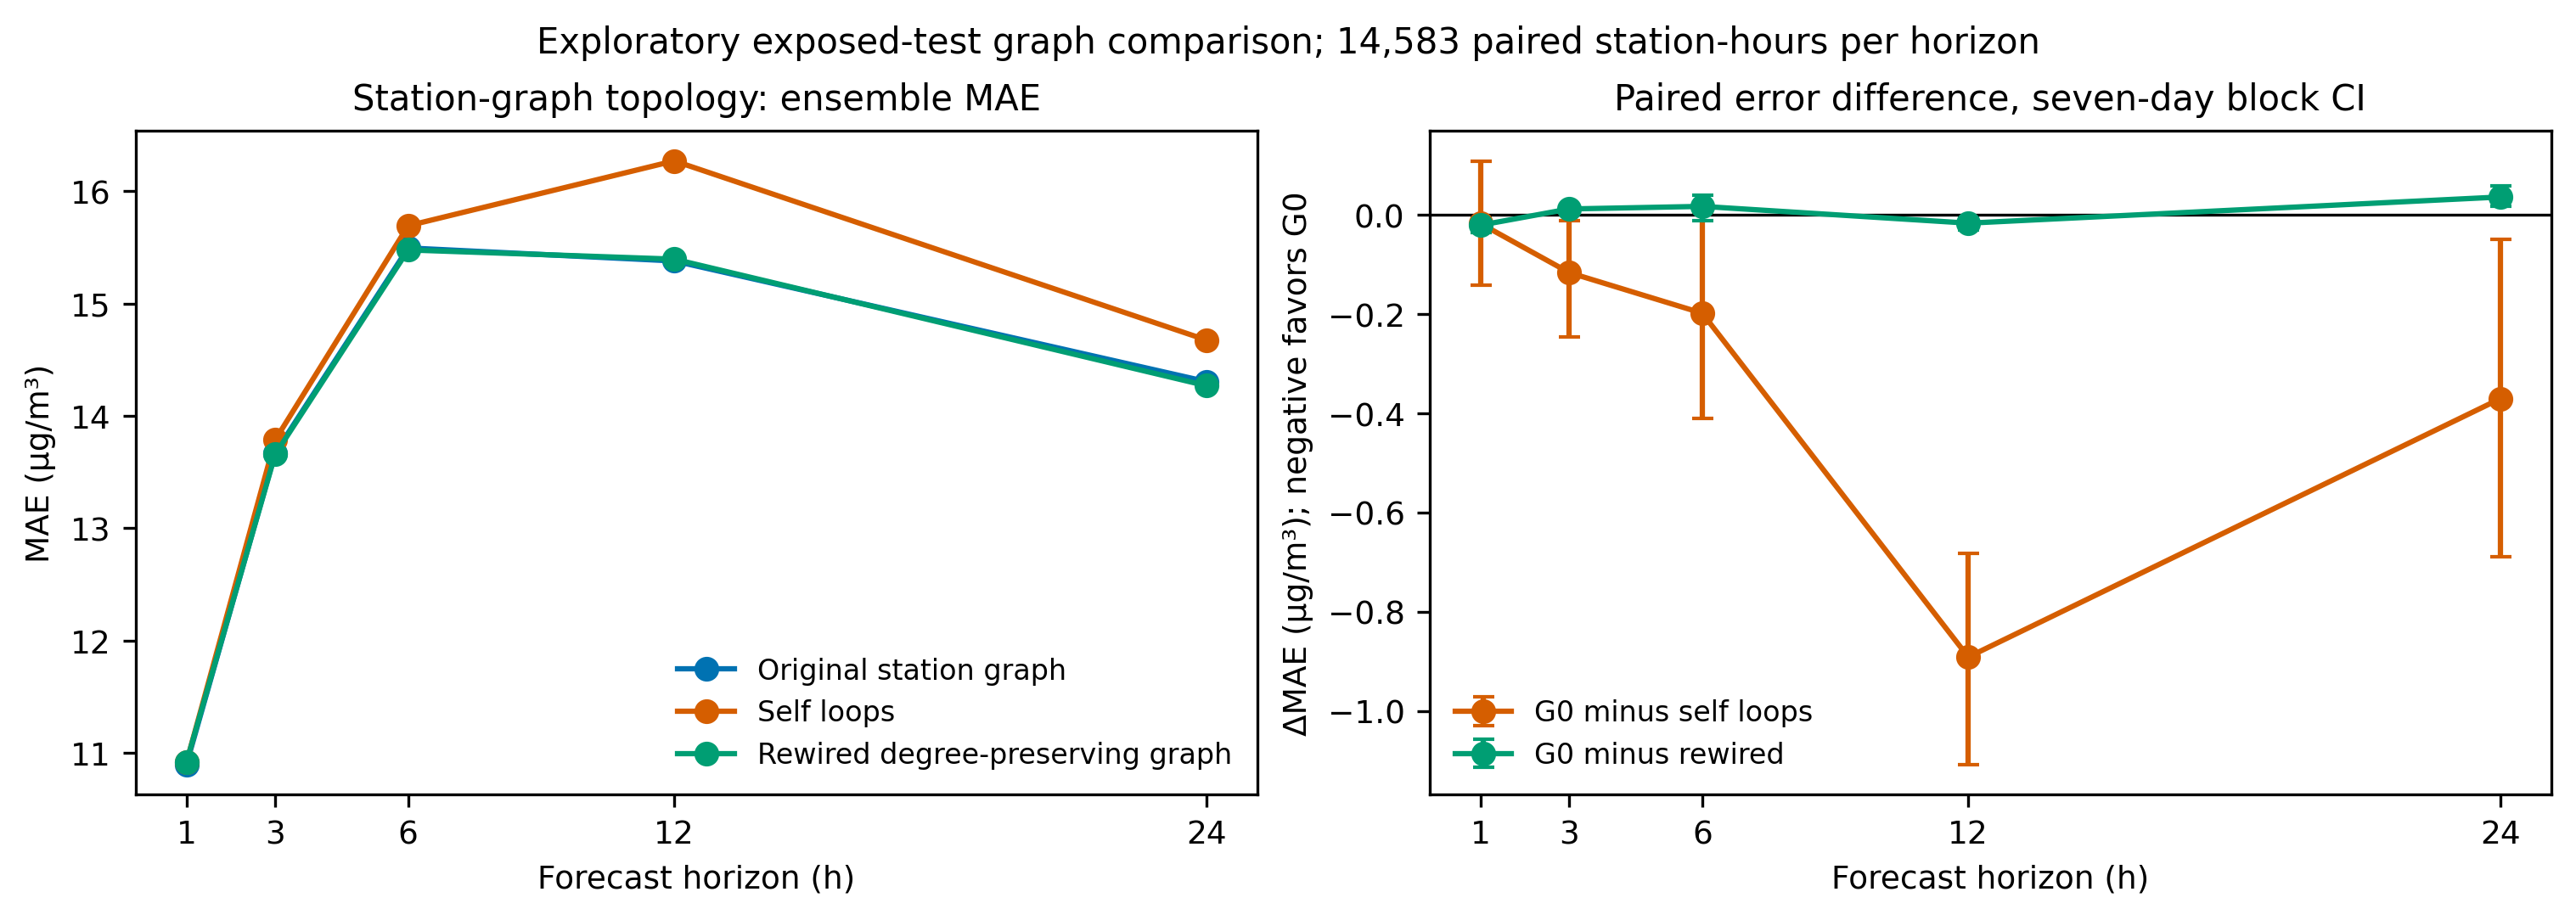 Exploratory exposed-test graph comparison; 14,583 paired station-hours per horizon
Station-graph topology: ensemble MAE
MAE (µg/m³)
16
15
14
13
12
11
Original station graph
Self loops
Rewired degree-preserving graph
1 3 6 12 24
Forecast horizon (h)
Paired error difference, seven-day block CI
ΔMAE (µg/m³); negative favors G0
0.0
−0.2
−0.4
−0.6
−0.8
−1.0
G0 minus self loops
G0 minus rewired
1 3 6 12 24
Forecast horizon (h)